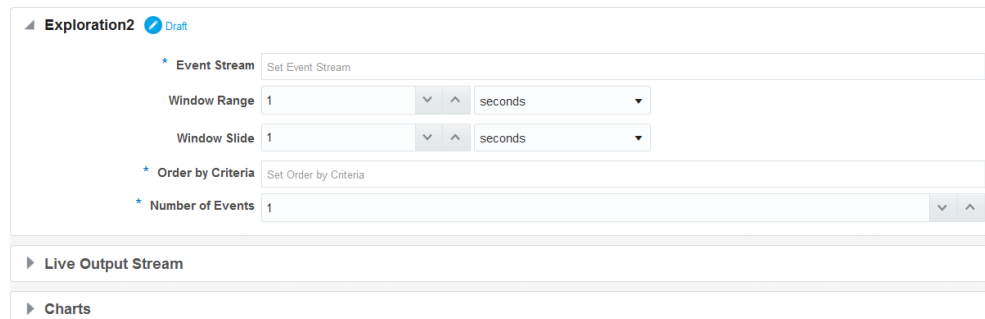 Exploration2 Draft
* Event Stream Set Event Stream
Window Range 1 seconds
Window Slide 1 seconds
* Order by Criteria Set Order by Criteria
* Number of Events 1
Live Output Stream
Charts